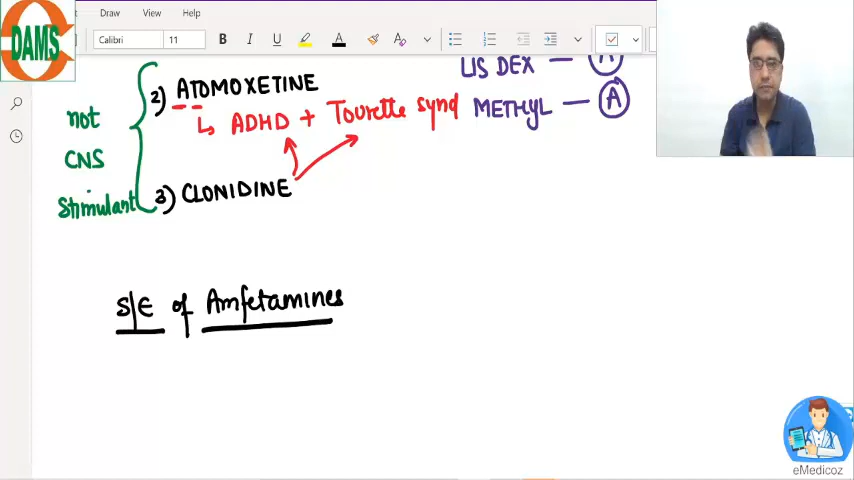 DAMS
Draw View Help
Calibri 11 B I U A
2) ATOMOXETINE
↳ ADHD + Tourette synd
3) CLONIDINE
not
CNS
Stimulant
LIS DEX — A
METHYL — A
S/E of Amfetamines
eMedicoz